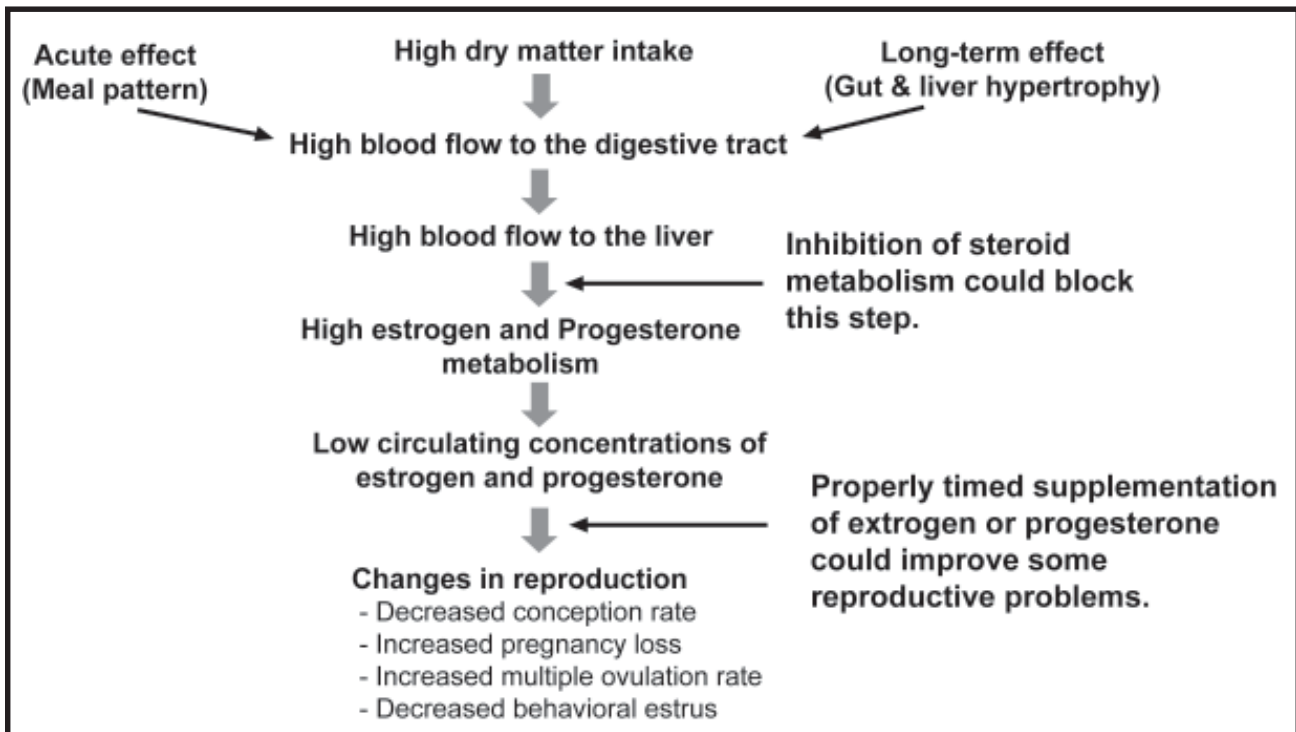 Acute effect
(Meal pattern)
High dry matter intake
Long-term effect
(Gut & liver hypertrophy)
High blood flow to the digestive tract
High blood flow to the liver
Inhibition of steroid
metabolism could block
this step.
High estrogen and Progesterone
metabolism
Low circulating concentrations of
estrogen and progesterone
Properly timed supplementation
of extrogen or progesterone
could improve some
reproductive problems.
Changes in reproduction
- Decreased conception rate
- Increased pregnancy loss
- Increased multiple ovulation rate
- Decreased behavioral estrus